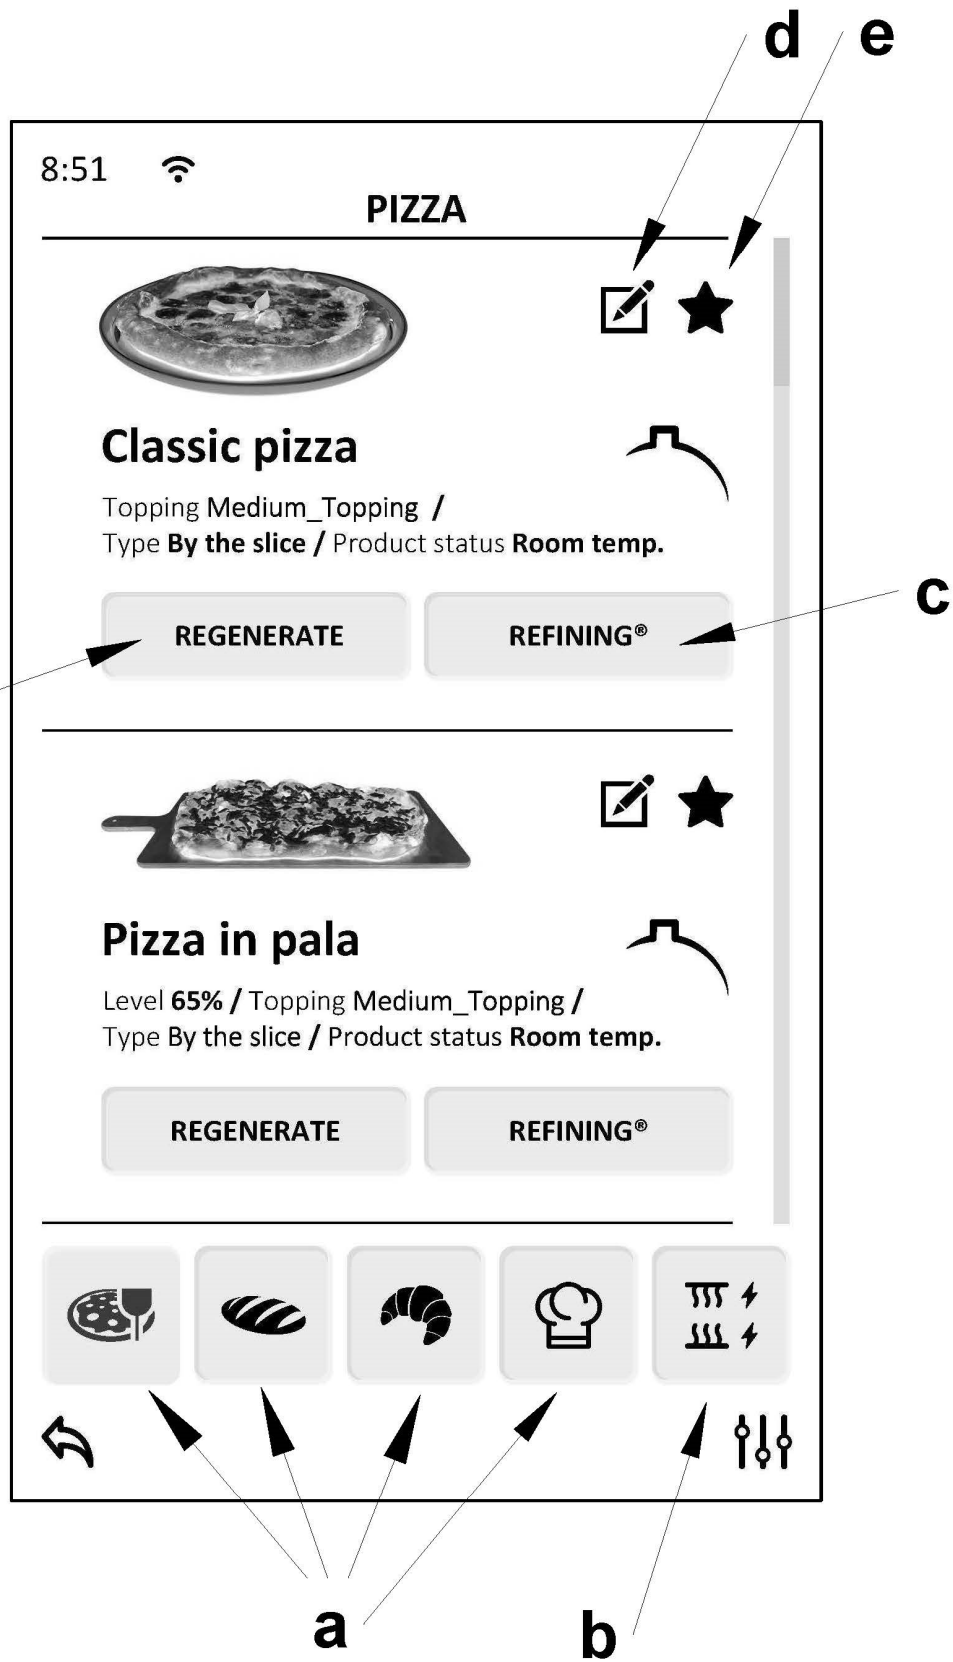 d e
8:51
PIZZA
Classic pizza
Topping Medium_Topping /
Type By the slice / Product status Room temp.
c
REGENERATE REFINING®
Pizza in pala
Level 65% / Topping Medium_Topping /
Type By the slice / Product status Room temp.
REGENERATE REFINING®
a b